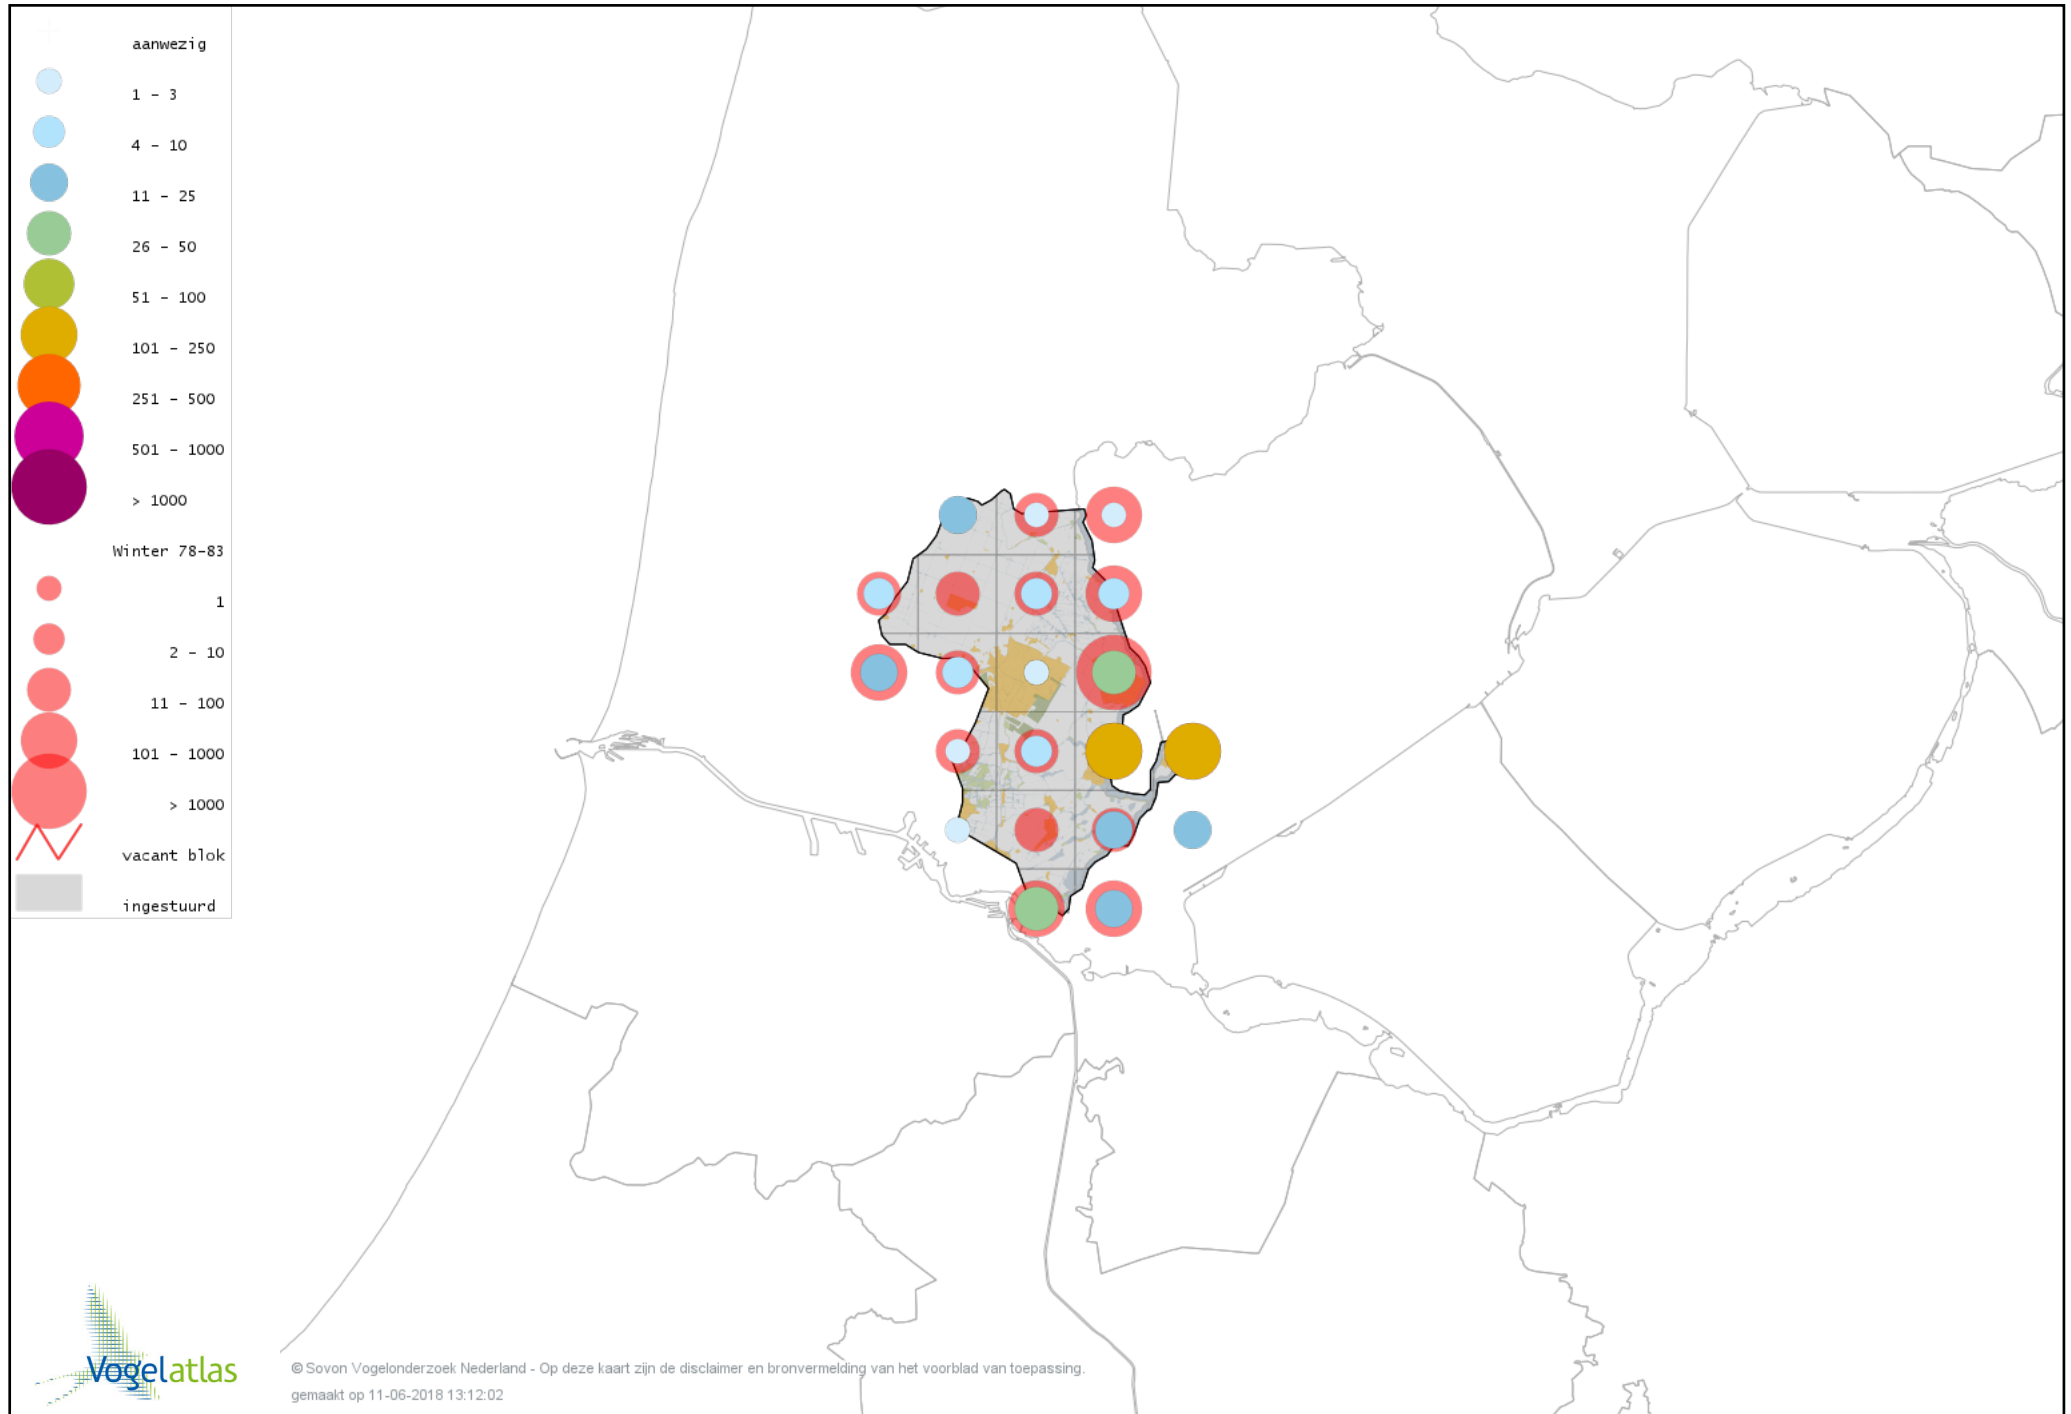 aanwezig
1 - 3
4 - 10
11 - 25
26 - 50
51 - 100
101 - 250
251 - 500
501 - 1000
> 1000
Winter 78-83
1
2 - 10
11 - 100
101 - 1000
> 1000
vacant blok
ingestuurd
Vogelatlas
© Sovon Vogelonderzoek Nederland - Op deze kaart zijn de disclaimer en bronvermelding van het voorblad van toepassing.
gemaakt op 11-06-2018 13:12:02